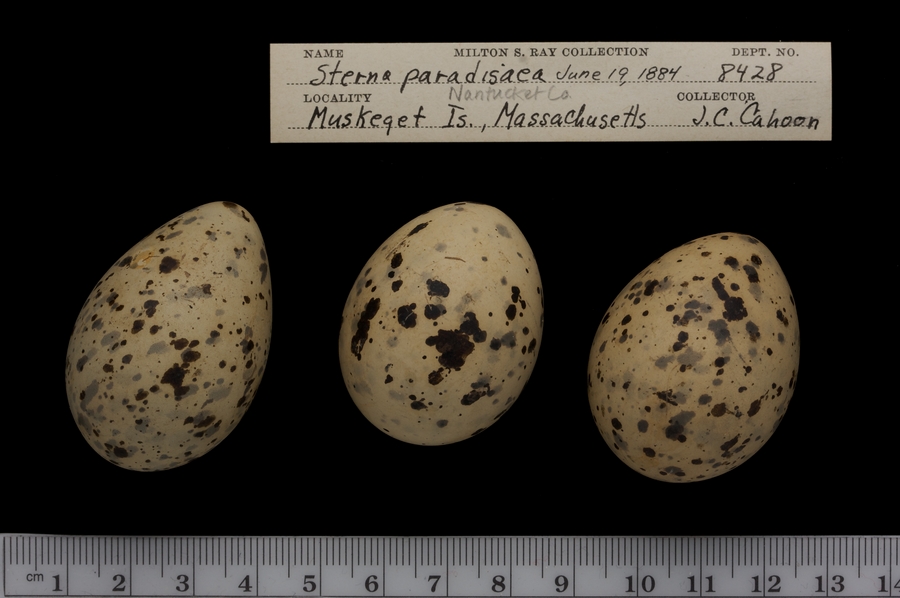 NAME MILTON S. RAY COLLECTION DEPT. NO.
Sterna paradisaea June 19, 1884 8428
Nantucket Co.
LOCALITY COLLECTOR
Muskeget Is., Massachusetts J.C. Cahoon
cm 1 2 3 4 5 6 7 8 9 10 11 12 13 14